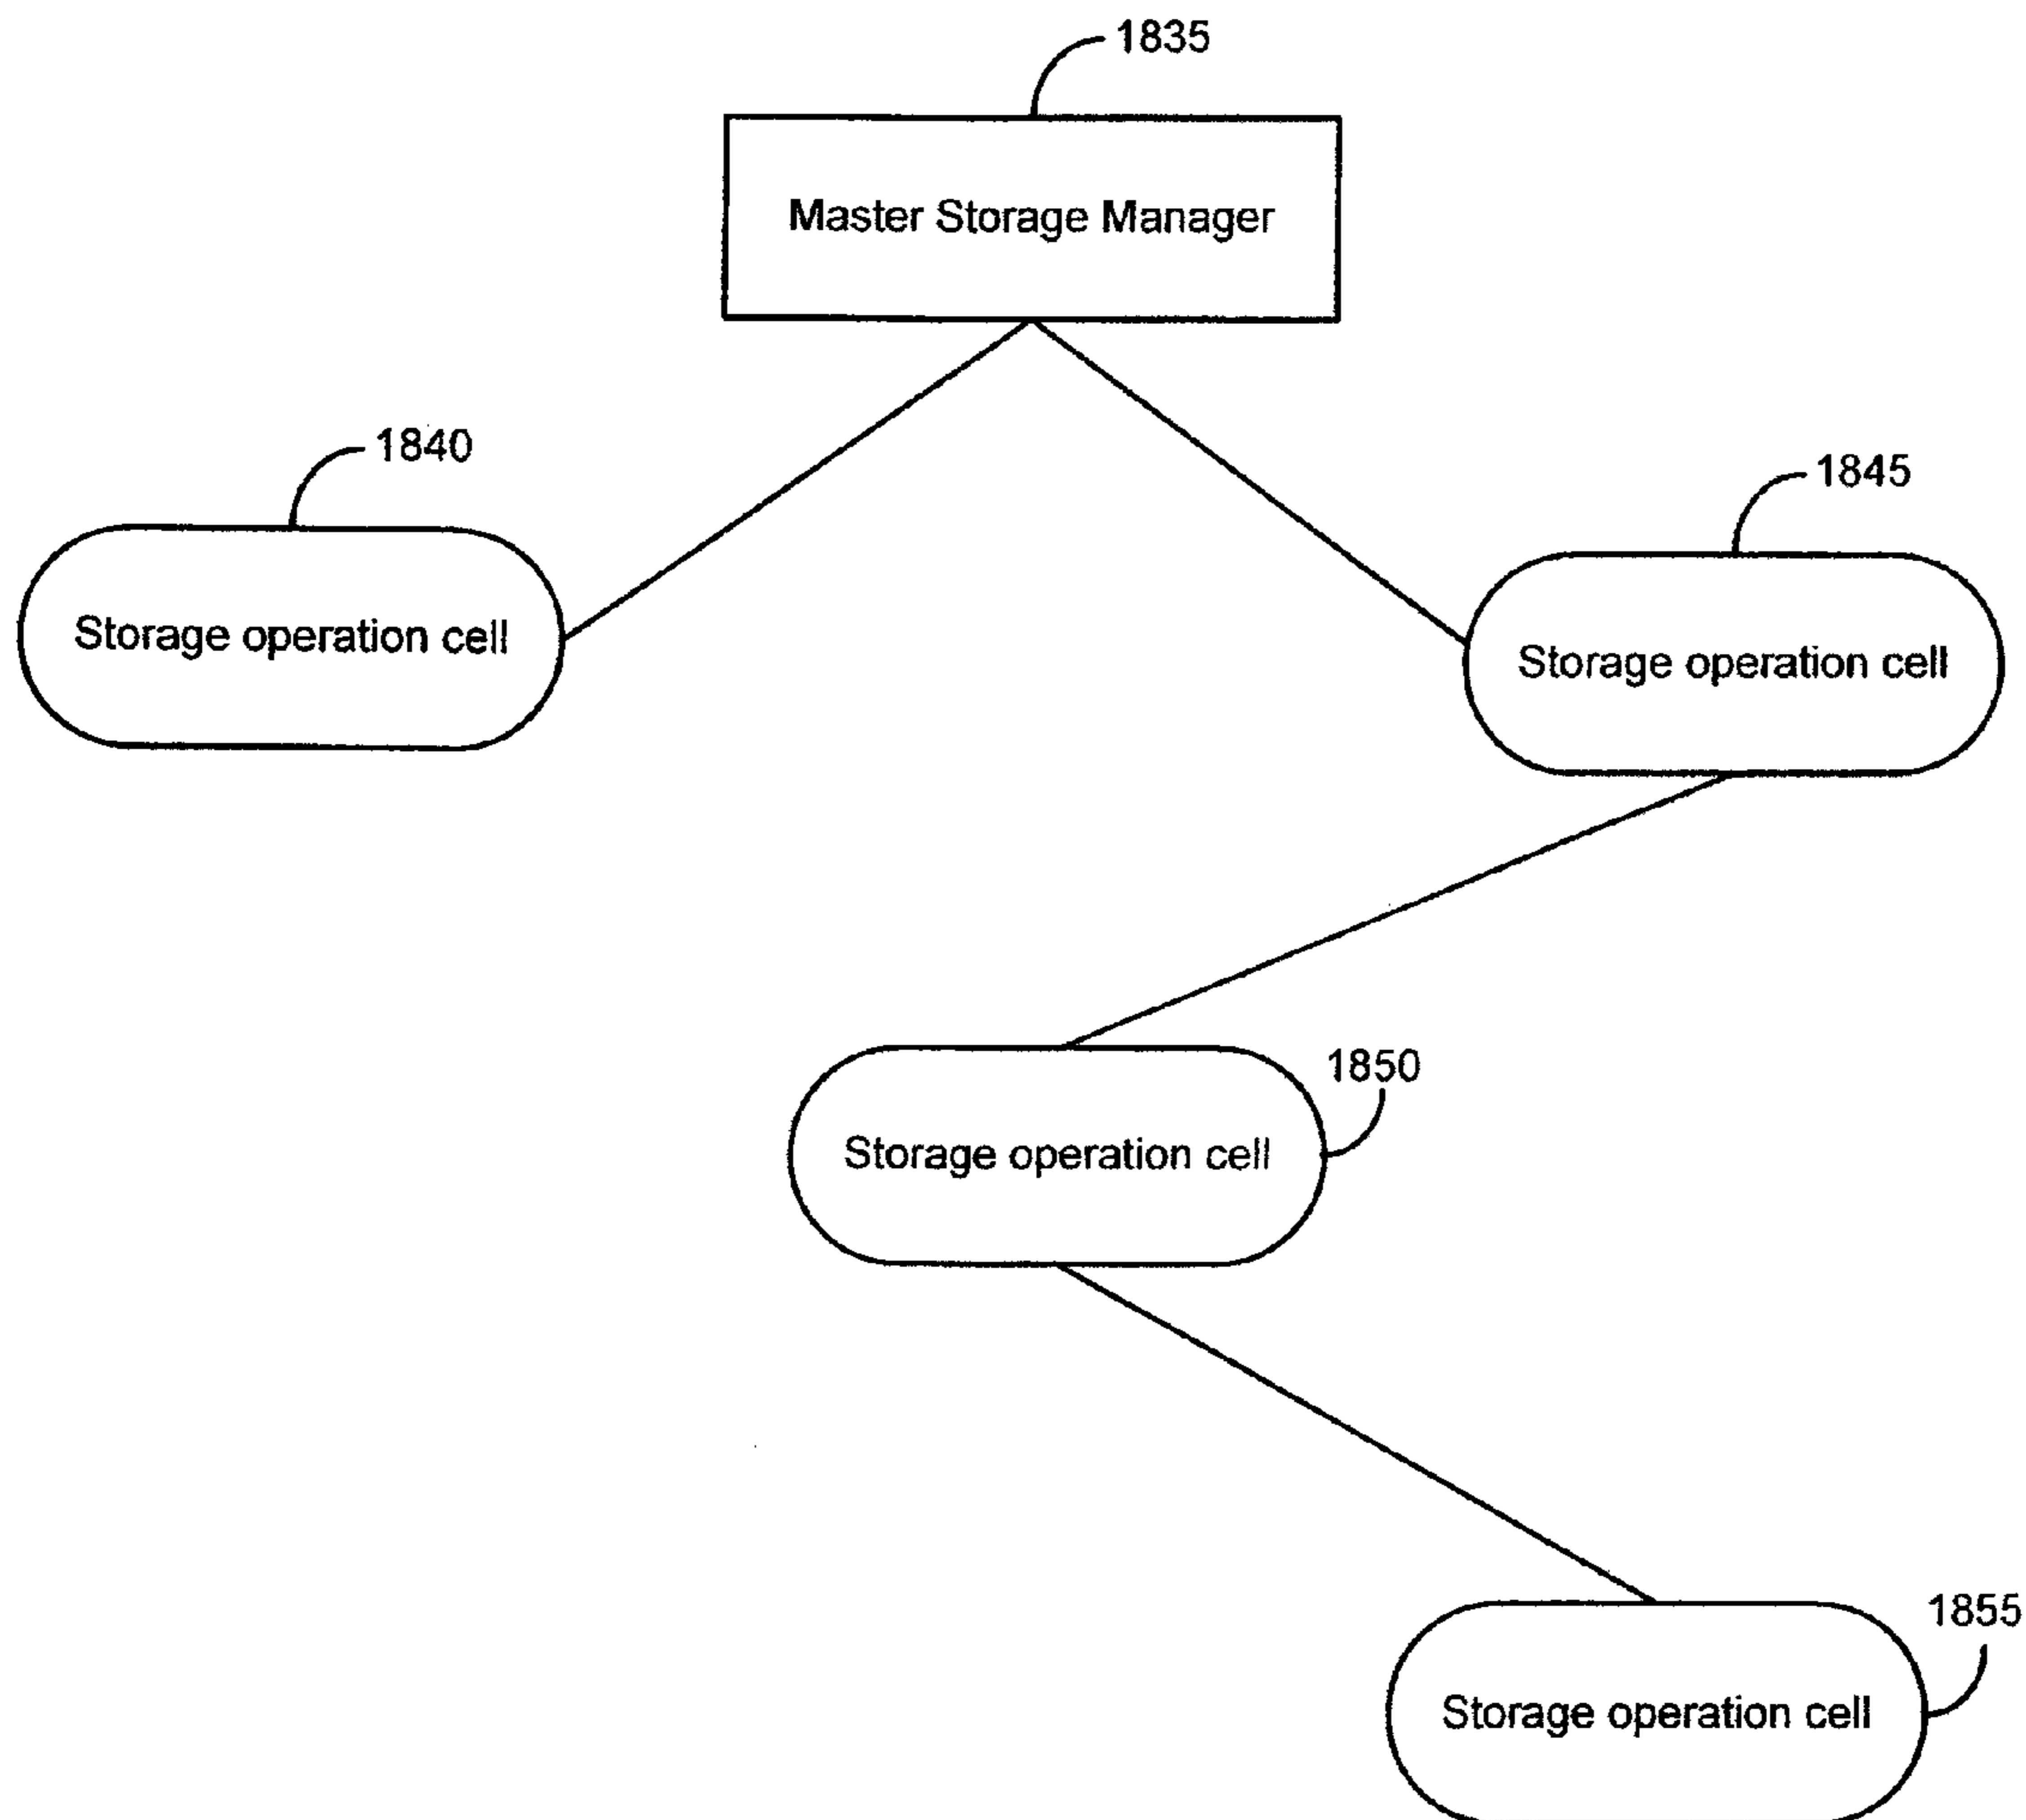 1835
Master Storage Manager
1840
1845
Storage operation cell
Storage operation cell
1850
Storage operation cell
1855
Storage operation cell